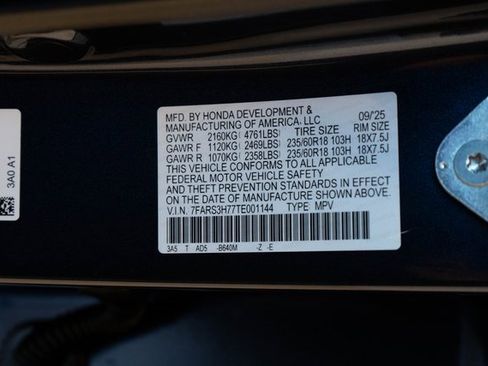 MFD. BY HONDA DEVELOPMENT & 09/'25
MANUFACTURING OF AMERICA, LLC
TIRE SIZE RIM SIZE
GVWR 2160KG( 4761LBS)
GAWR F 1120KG( 2469LBS) 235/60R18 103H 18X7.5J
GAWR R 1070KG( 2358LBS) 235/60R18 103H 18X7.5J
THIS VEHICLE CONFORMS TO ALL APPLICABLE
FEDERAL MOTOR VEHICLE SAFETY
AND THEFT PREVENTION STANDARDS IN EFFECT
ON THE DATE OF MANUFACTURE SHOWN ABOVE.
V.I.N. 7FARS3H77TE001144 TYPE MPV
3A5 T AD5 -B640M -Z -E
3A0 A1